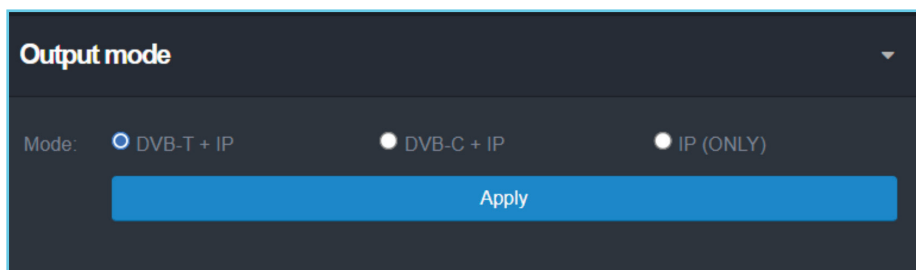 Output mode
Mode: DVB-T + IP DVB-C + IP IP (ONLY)
Apply